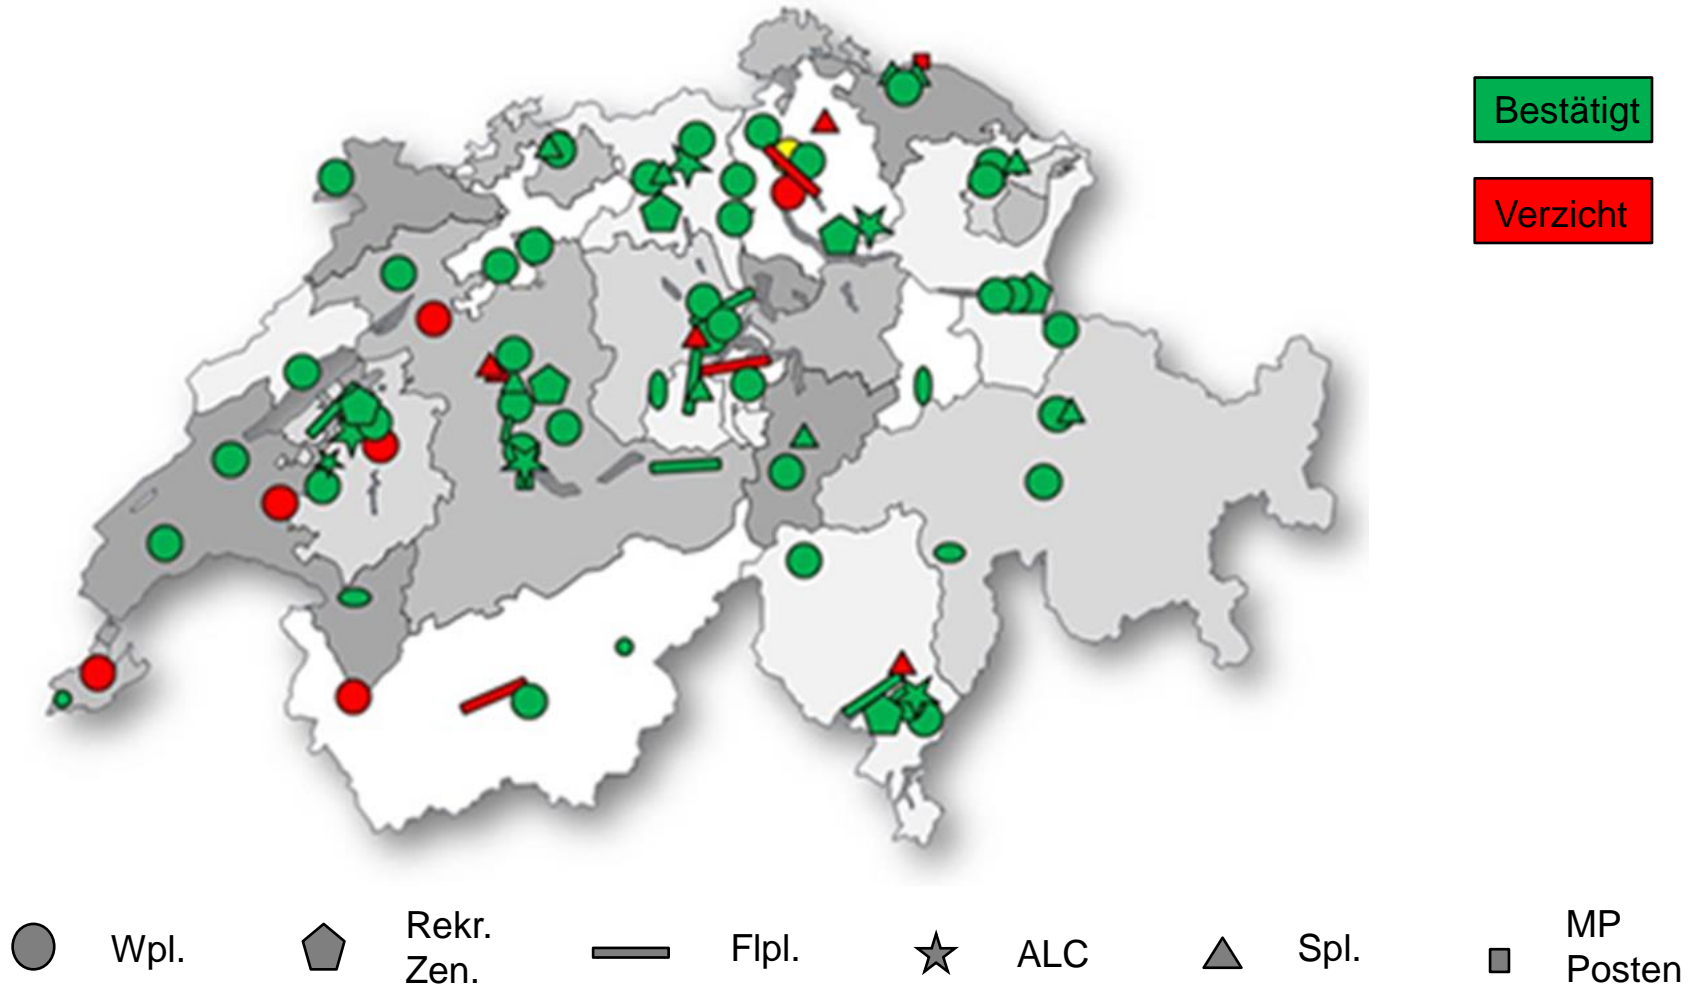 Bestätigt
Verzicht
Wpl.
Rekr.
Zen.
Flpl.
ALC
Spl.
MP
Posten